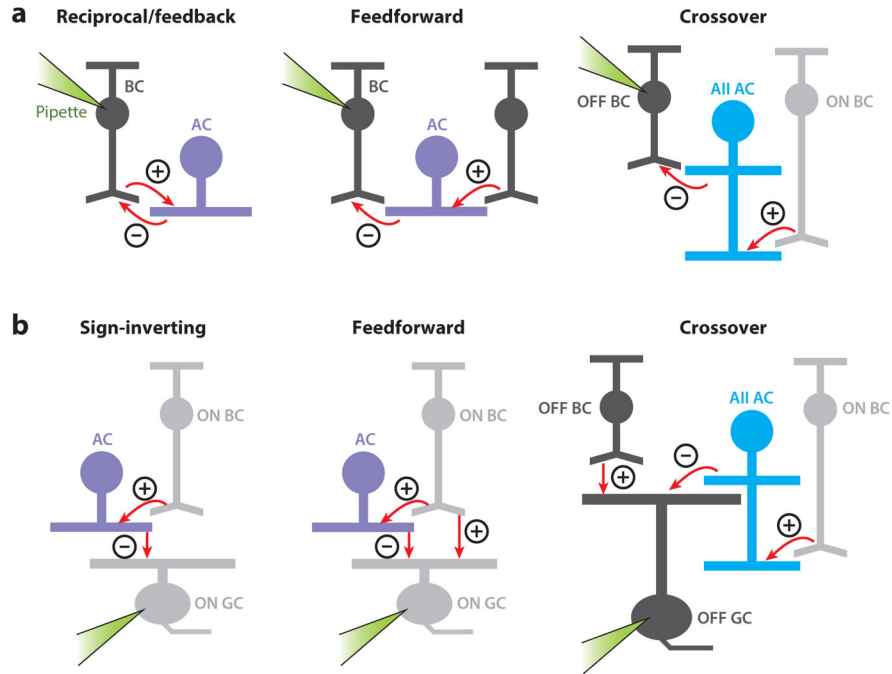 a
Reciprocal/feedback
Feedforward
Crossover
BC
Pipette
AC
+
−
BC
AC
+
−
OFF BC
AII AC
ON BC
−
+
b
Sign-inverting
Feedforward
Crossover
ON BC
AC
+
−
ON GC
ON BC
AC
+
−
+
ON GC
OFF BC
AII AC
ON BC
+
−
+
OFF GC